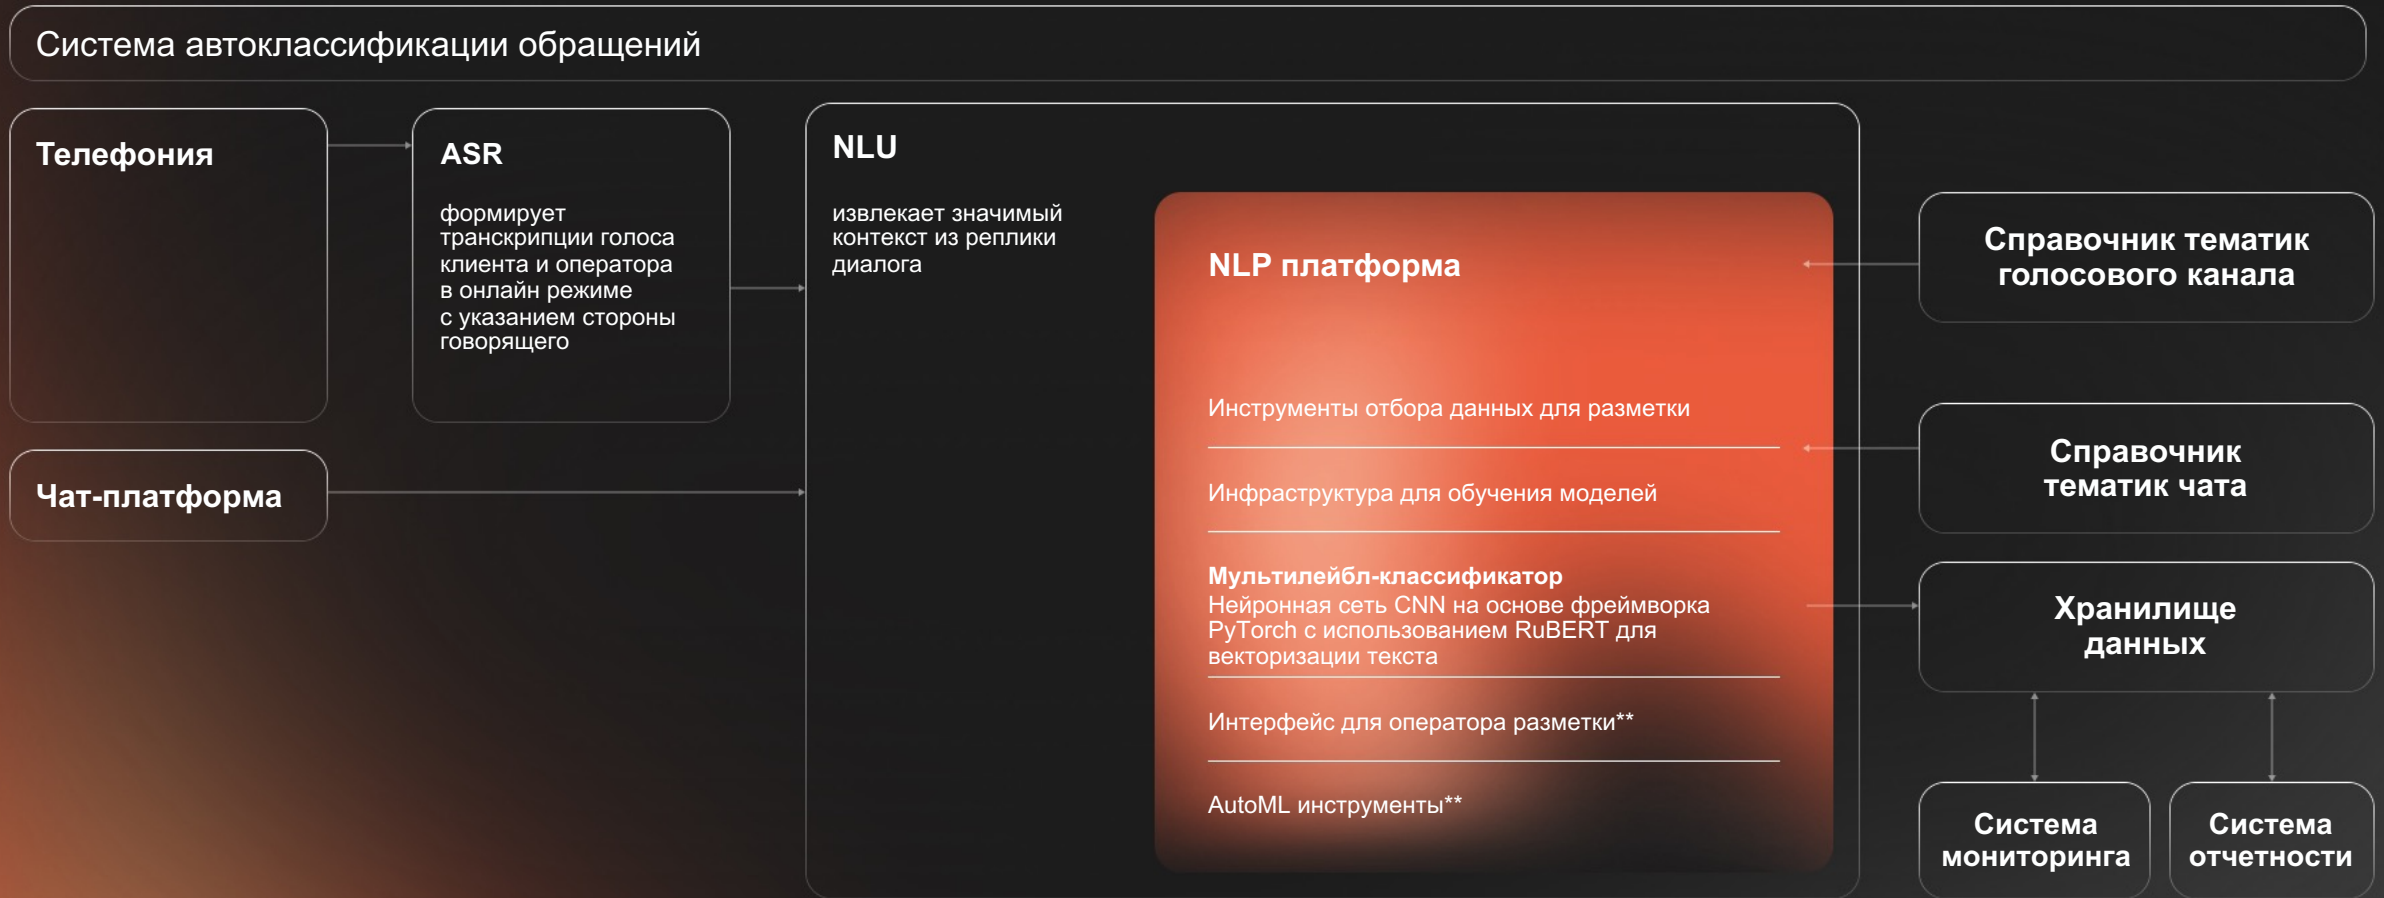 Система автоклассификации обращений
Телефония
ASR
формирует
транскрипции голоса
клиента и оператора
в онлайн режиме
с указанием стороны
говорящего
Чат-платформа
NLU
извлекает значимый
контекст из реплики
диалога
NLP платформа
Инструменты отбора данных для разметки
Инфраструктура для обучения моделей
Мультилейбл-классификатор
Нейронная сеть CNN на основе фреймворка
PyTorch с использованием RuBERT для
векторизации текста
Интерфейс для оператора разметки**
AutoML инструменты**
Справочник тематик
голосового канала
Справочник
тематик чата
Хранилище
данных
Система
мониторинга
Система
отчетности